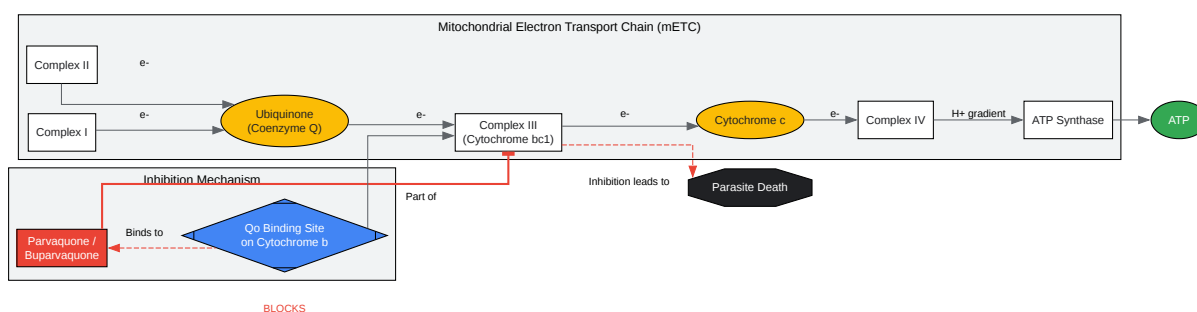 Mitochondrial Electron Transport Chain (mETC)
Complex II
e-
Complex I
e-
Ubiquinone
(Coenzyme Q)
e-
Complex III
(Cytochrome bc1)
e-
Cytochrome c
e-
Complex IV
H+ gradient
ATP Synthase
ATP
Inhibition Mechanism
Parvaquone /
Buparvaquone
Binds to
Qo Binding Site
on Cytochrome b
Part of
Inhibition leads to
Parasite Death
BLOCKS